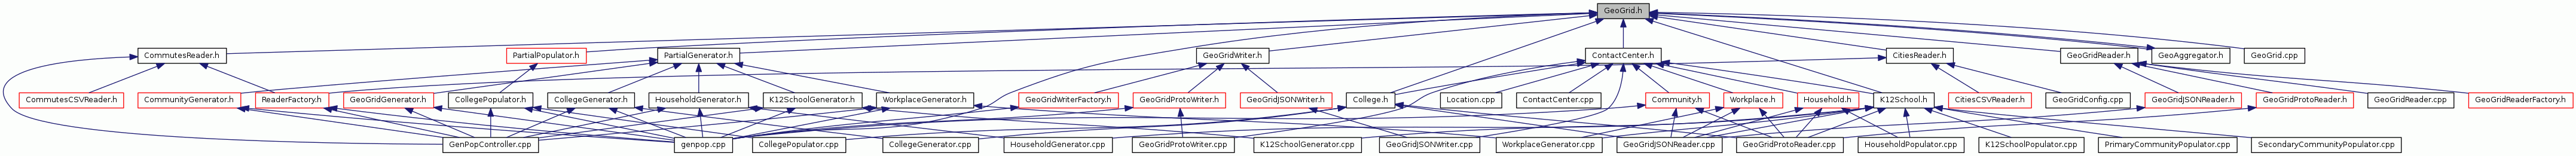 GeoGrid.h
CommutesReader.h
PartialPopulator.h
PartialGenerator.h
GeoGridWriter.h
ContactCenter.h
CitiesReader.h
GeoGridReader.h
GeoAggregator.h
GeoGrid.cpp
CommutesCSVReader.h
CommunityGenerator.h
ReaderFactory.h
GeoGridGenerator.h
CollegePopulator.h
CollegeGenerator.h
HouseholdGenerator.h
K12SchoolGenerator.h
WorkplaceGenerator.h
GeoGridWriterFactory.h
GeoGridProtoWriter.h
GeoGridJSONWriter.h
College.h
Location.cpp
ContactCenter.cpp
Community.h
Workplace.h
Household.h
K12School.h
CitiesCSVReader.h
GeoGridConfig.cpp
GeoGridJSONReader.h
GeoGridProtoReader.h
GeoGridReader.cpp
GeoGridReaderFactory.h
GenPopController.cpp
genpop.cpp
CollegePopulator.cpp
CollegeGenerator.cpp
HouseholdGenerator.cpp
GeoGridProtoWriter.cpp
K12SchoolGenerator.cpp
GeoGridJSONWriter.cpp
WorkplaceGenerator.cpp
GeoGridJSONReader.cpp
GeoGridProtoReader.cpp
HouseholdPopulator.cpp
K12SchoolPopulator.cpp
PrimaryCommunityPopulator.cpp
SecondaryCommunityPopulator.cpp